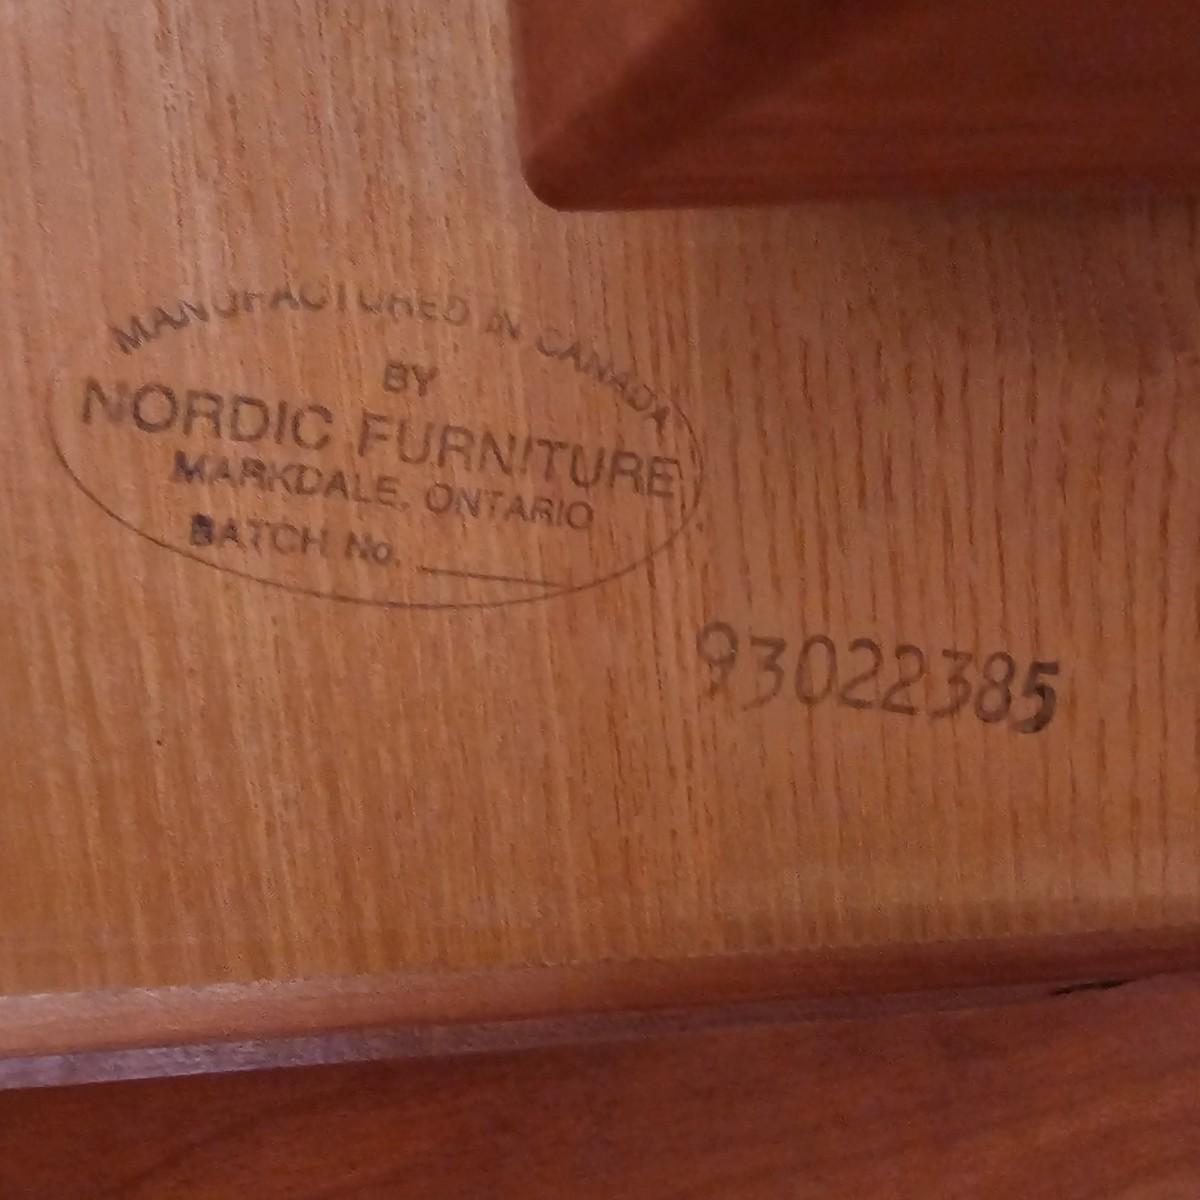 MANUFACTURED IN CANADA
BY
NORDIC FURNITURE
MARKDALE, ONTARIO
BATCH No.
93022385